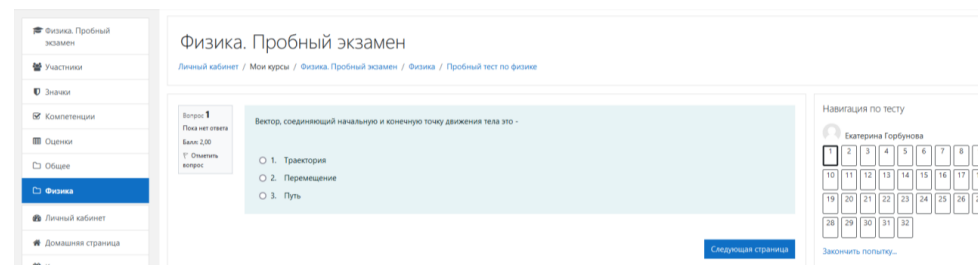 Физика. Пробный
экзамен
Участники
Значки
Компетенции
Оценки
Общее
Физика
Личный кабинет
Домашняя страница
Физика. Пробный экзамен
Личный кабинет / Мои курсы / Физика. Пробный экзамен / Физика / Пробный тест по физике
Вопрос 1
Пока нет ответа
Балл: 2,00
Отметить
вопрос
Вектор, соединяющий начальную и конечную точку движения тела это -
1. Траектория
2. Перемещение
3. Путь
Следующая страница
Навигация по тесту
Екатерина Горбунова
1 2 3 4 5 6 7 8
10 11 12 13 14 15 16 17
19 20 21 22 23 24 25 26
28 29 30 31 32
Закончить попытку...